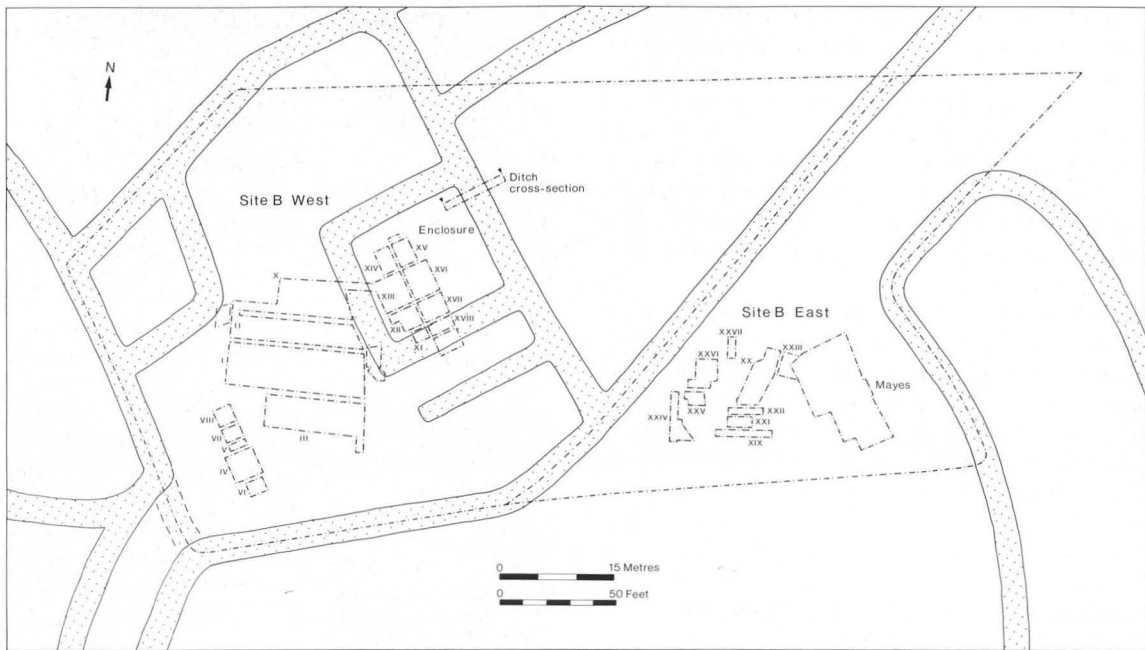 N
Site B West
Ditch
cross-section
Enclosure
XV
XIV
XVI
X
XIII
XVII
XVIII
XII
XI
II
I
III
VIII
VII
V
IV
VI
Site B East
XXVII
XXIII
XX
XXVI
Mayes
XXV
XXII
XXIV
XXI
XIX
0 15 Metres
0 50 Feet